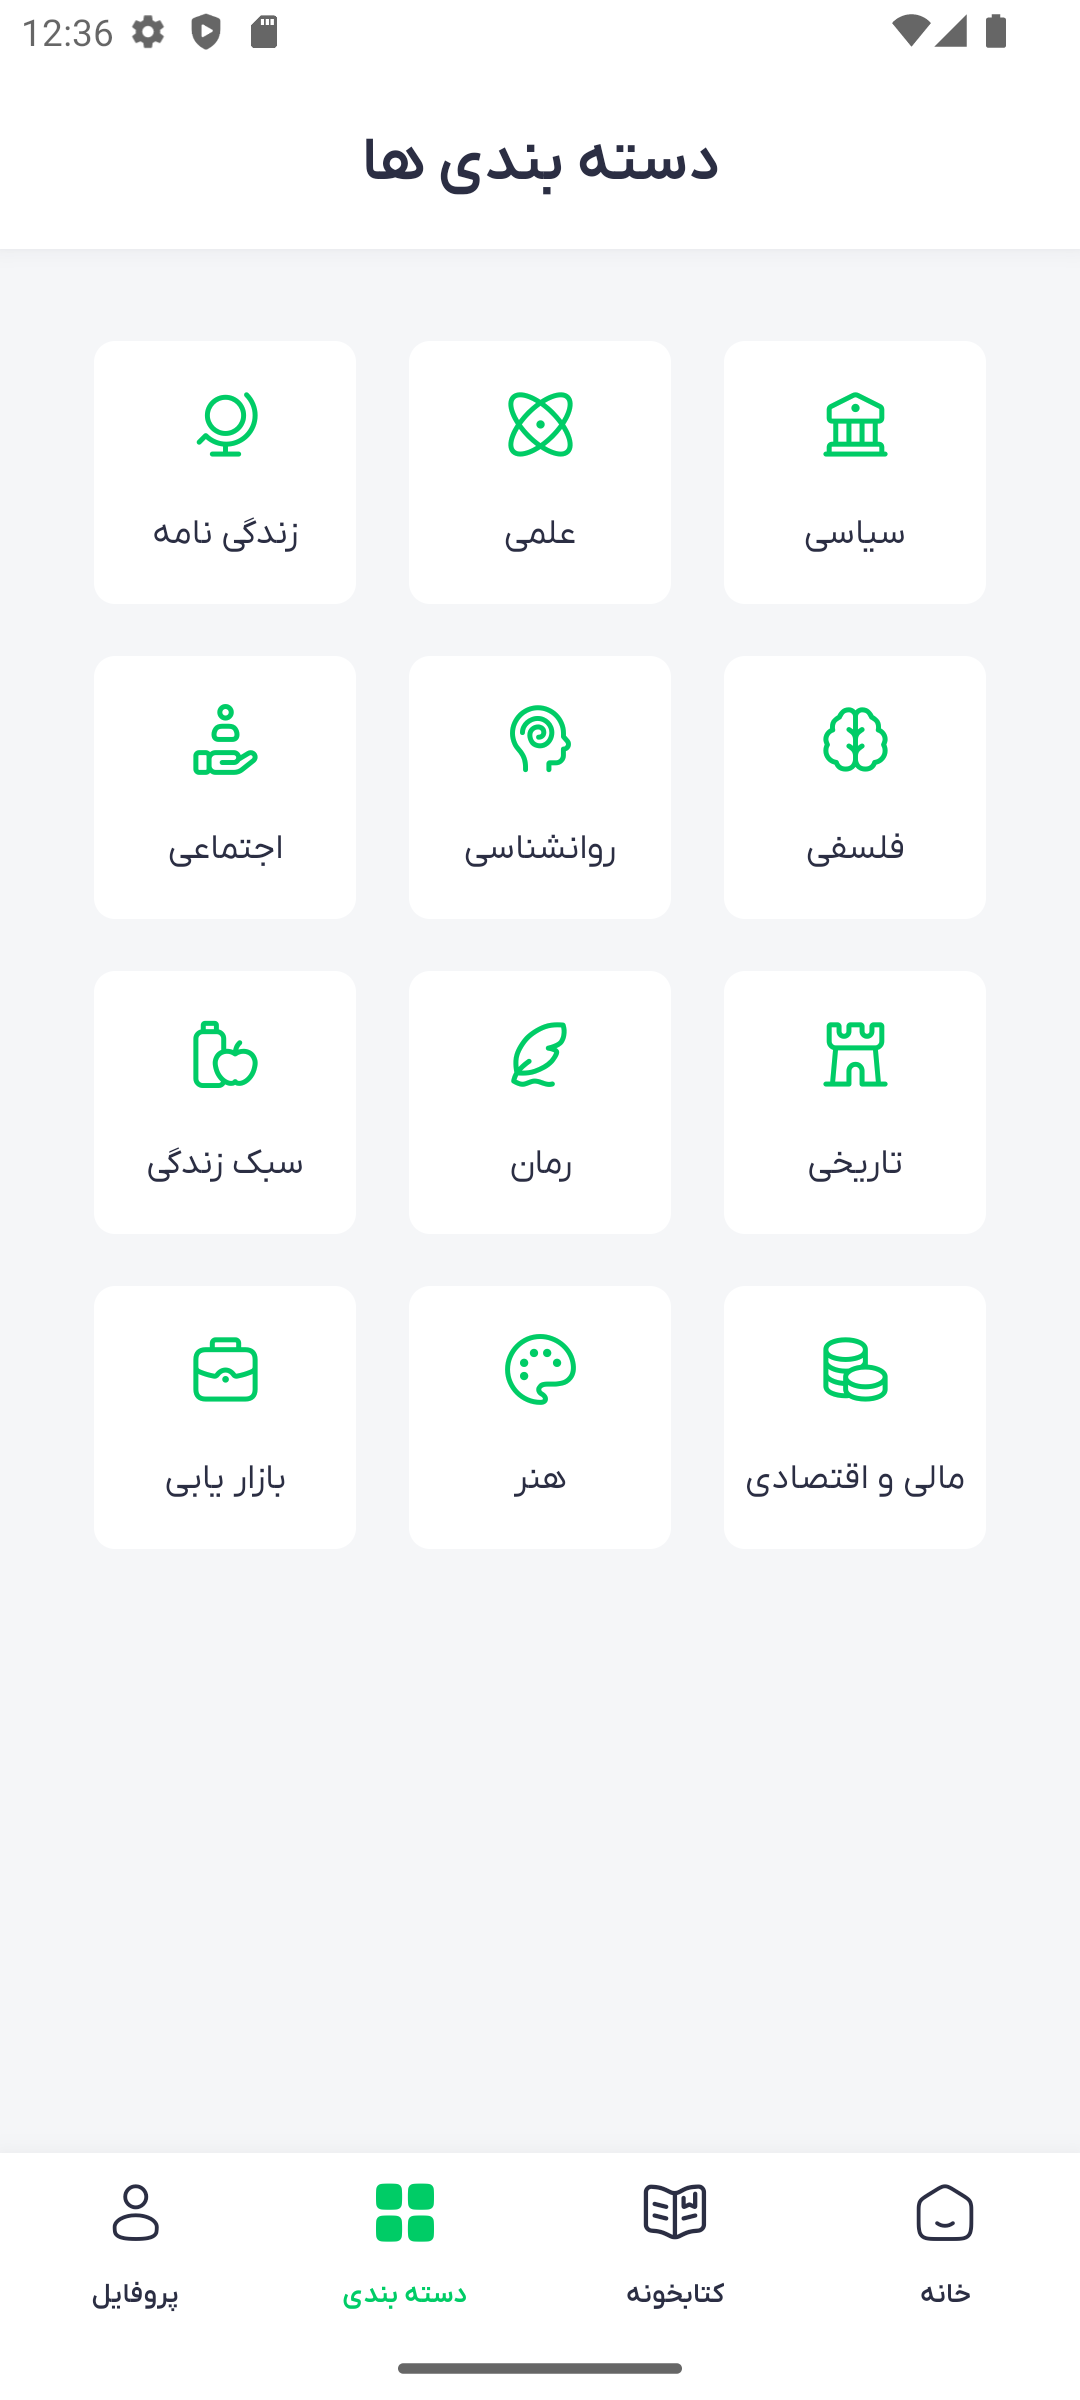 12:36
دسته بندی ها
سیاسی
علمی
زندگی نامه
فلسفی
روانشناسی
اجتماعی
تاریخی
رمان
سبک زندگی
مالی و اقتصادی
هنر
بازار یابی
خانه
کتابخونه
دسته بندی
پروفایل